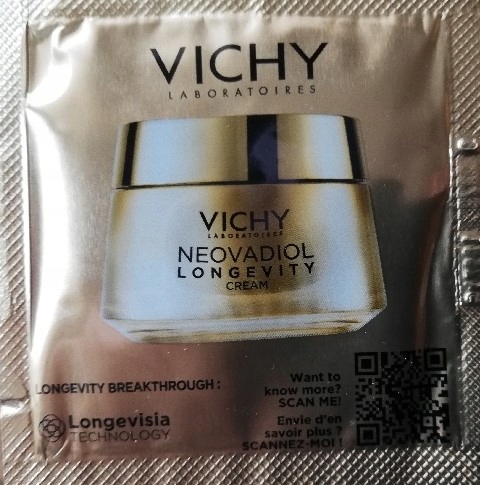 VICHY
LABORATOIRES
VICHY
LABORATOIRES
NEOVADIOL
LONGEVITY
CREAM
LONGEVITY BREAKTHROUGH :
Longevisia
TECHNOLOGY
Want to
know more?
SCAN ME!
Envie d'en
savoir plus ?
SCANNEZ-MOI !